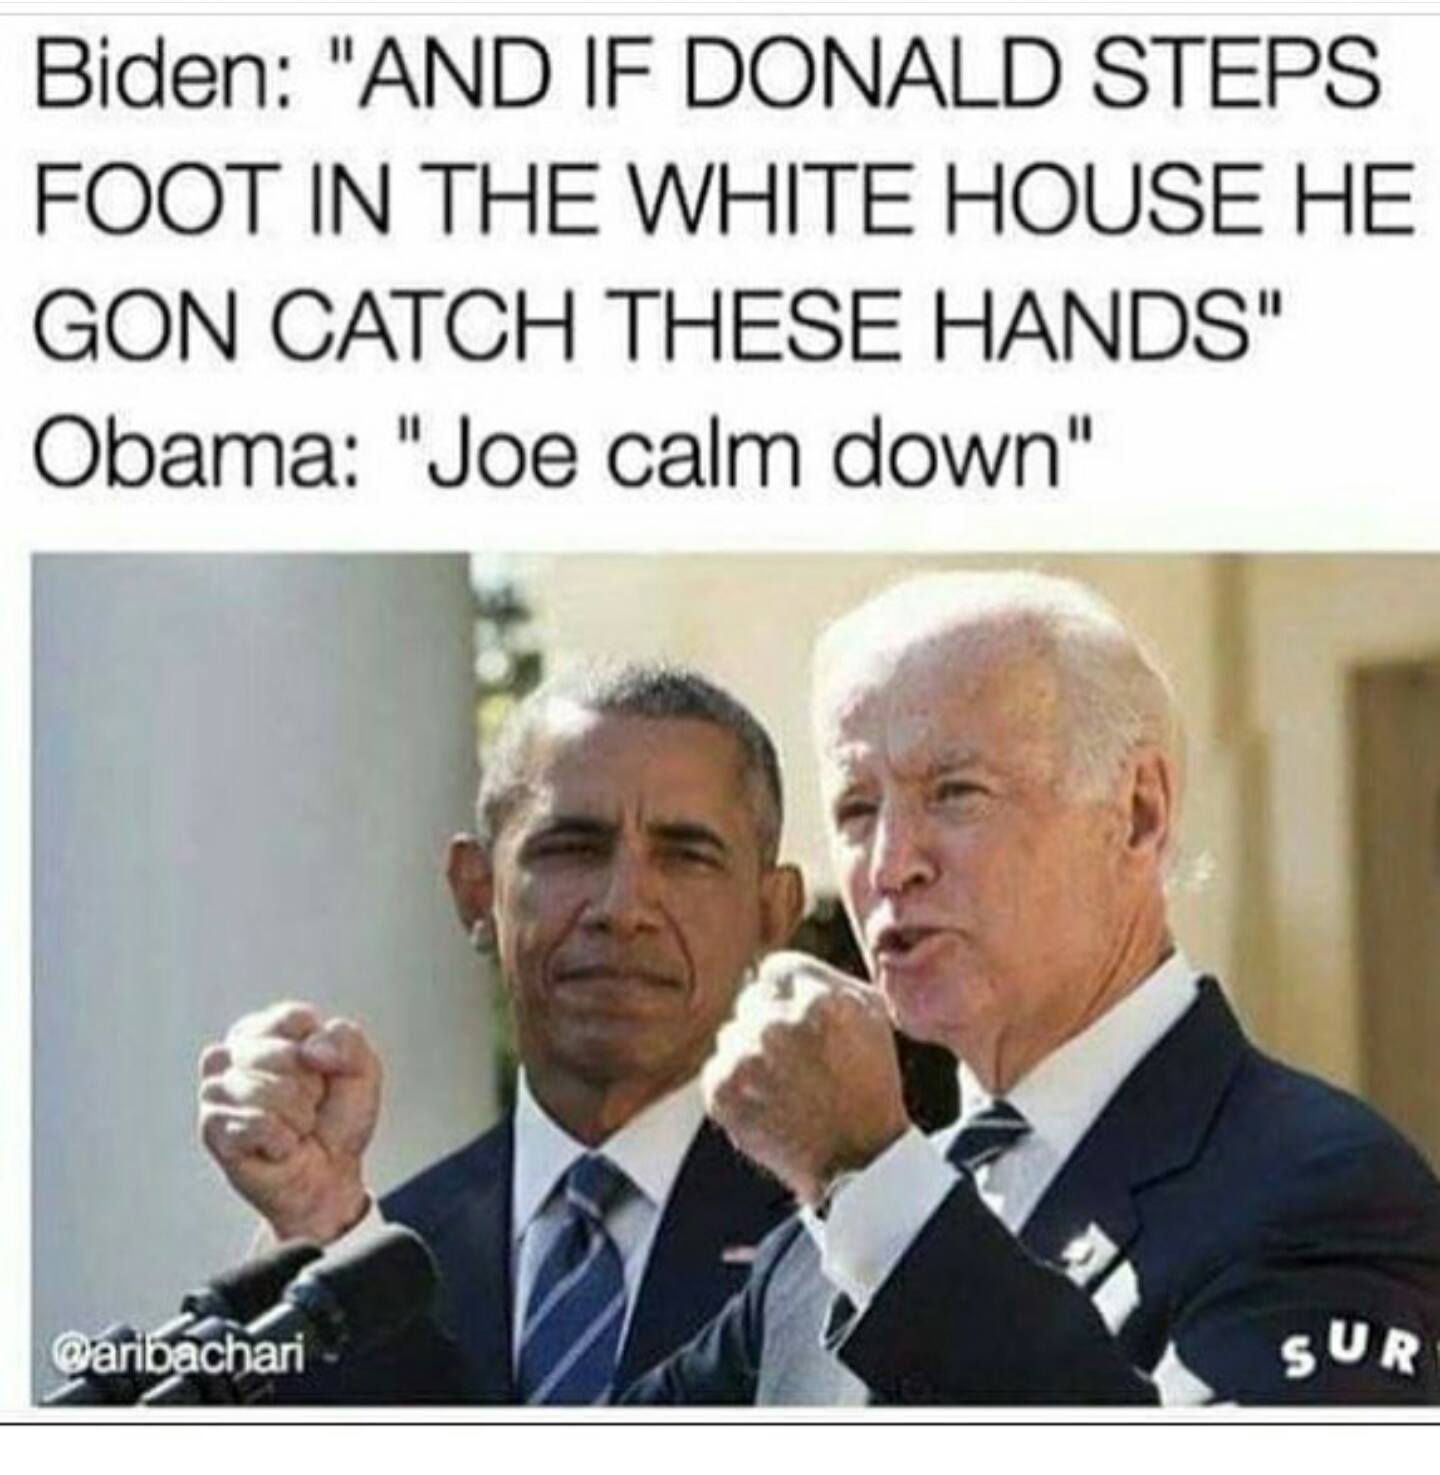 Biden: "AND IF DONALD STEPS
FOOT IN THE WHITE HOUSE HE
GON CATCH THESE HANDS"
Obama: "Joe calm down"
@aribachari
SUR